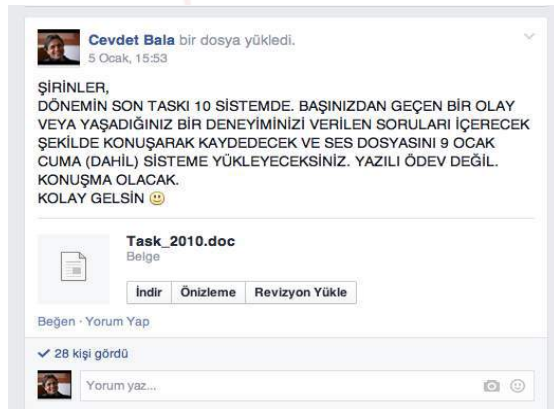 Cevdet Bala bir dosya yükledi.
5 Ocak, 15:53
ŞİRİNLER,
DÖNEMİN SON TASKI 10 SİSTEMDE. BAŞINIZDAN GEÇEN BİR OLAY
VEYA YAŞADIĞINIZ BİR DENEYİMİNİZİ VERİLEN SORULARI İÇERECEK
ŞEKİLDE KONUŞARAK KAYDEDECEK VE SES DOSYASINI 9 OCAK
CUMA (DAHİL) SİSTEME YÜKLEYECEKSİNİZ. YAZILI ÖDEV DEĞİL.
KONUŞMA OLACAK.
KOLAY GELSİN 😃
Task_2010.doc
Belge
İndir Önizleme Revizyon Yükle
Beğen · Yorum Yap
✓ 28 kişi gördü
Yorum yaz...